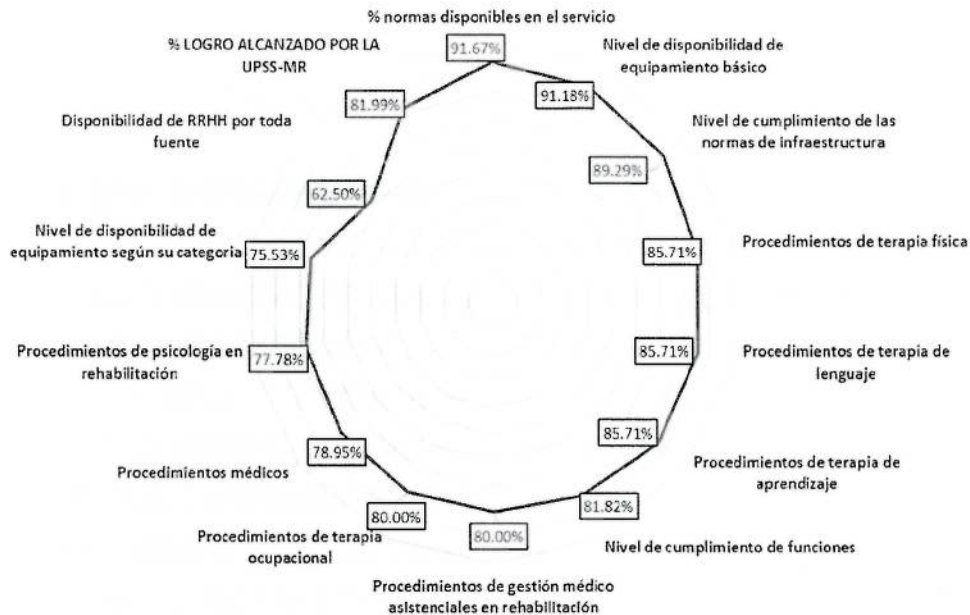 % normas disponibles en el servicio
91.67%
Nivel de disponibilidad de
equipamiento básico
91.18%
Nivel de cumplimiento de las
normas de infraestructura
89.29%
Procedimientos de terapia física
85.71%
Procedimientos de terapia de
lenguaje
85.71%
Procedimientos de terapia de
aprendizaje
85.71%
Nivel de cumplimiento de funciones
81.82%
Procedimientos de gestión médico
asistenciales en rehabilitación
80.00%
Procedimientos de terapia
ocupacional
80.00%
Procedimientos médicos
78.95%
Procedimientos de psicología en
rehabilitación
77.78%
Nivel de disponibilidad de
equipamiento según su categoria
75.53%
Disponibilidad de RRHH por toda
fuente
62.50%
% LOGRO ALCANZADO POR LA
UPSS-MR
81.99%